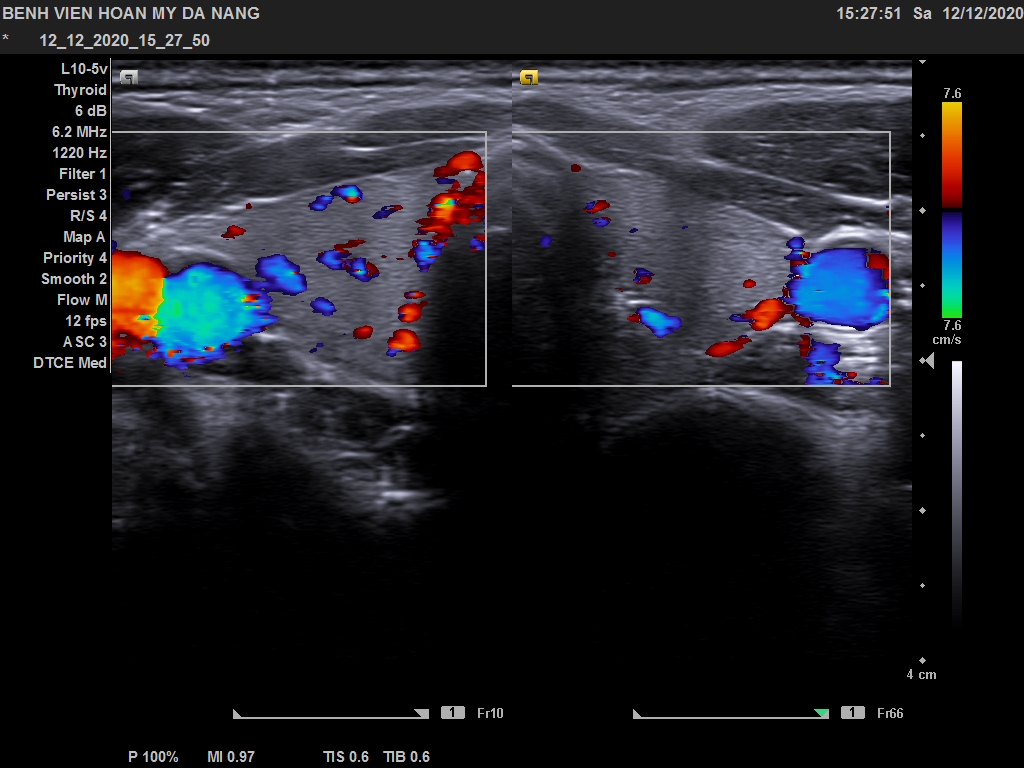 BENH VIEN HOAN MY DA NANG 15:27:51 Sa 12/12/2020
* 12_12_2020_15_27_50
L10-5v
Thyroid
6 dB
6.2 MHz
1220 Hz
Filter 1
Persist 3
R/S 4
Map A
Priority 4
Smooth 2
Flow M
12 fps
ASC 3
DTCE Med
7.6
7.6
cm/s
4 cm
1 Fr10 1 Fr66
P 100% MI 0.97 TIS 0.6 TIB 0.6